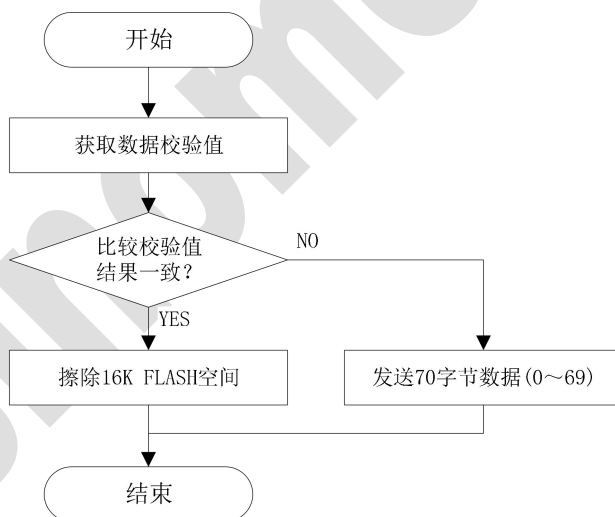 开始
获取数据校验值
比较校验值
结果一致？
NO
YES
擦除16K FLASH空间
发送70字节数据(0～69)
结束